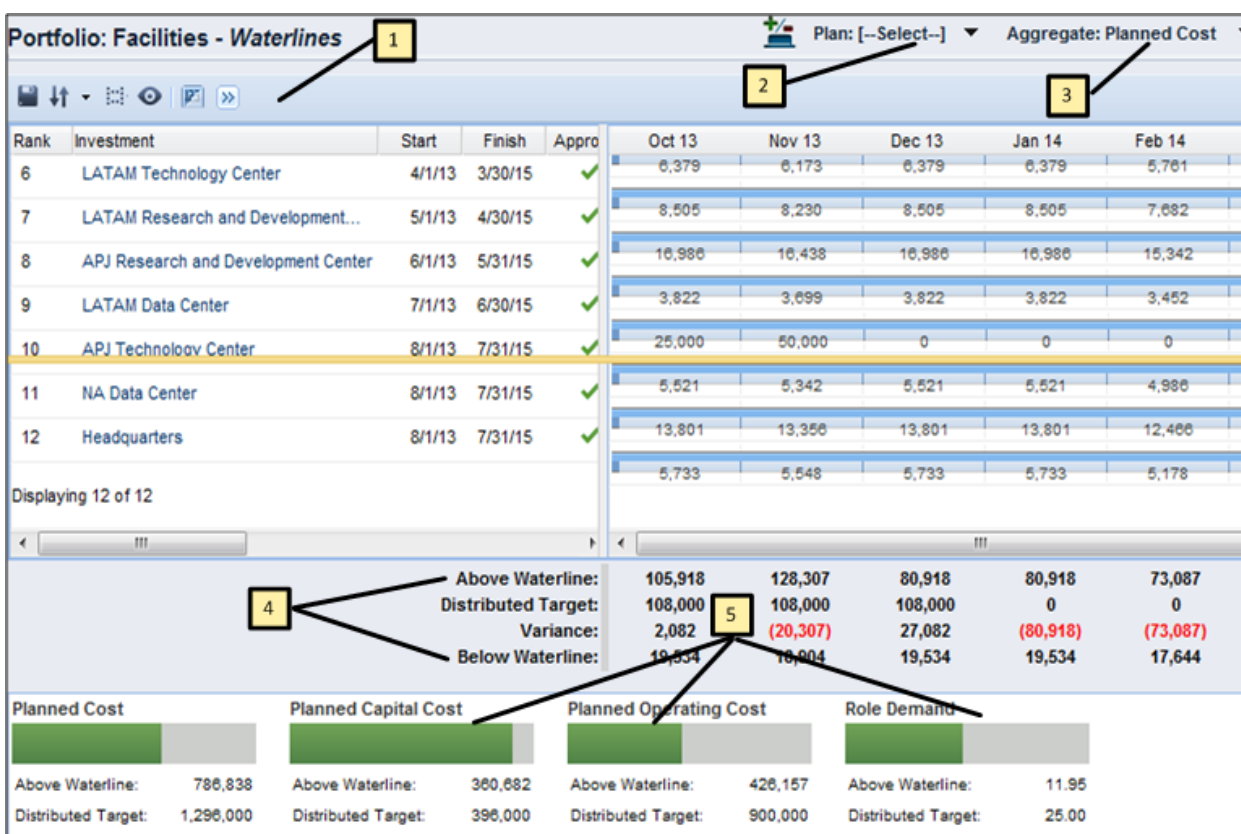 Portfolio: Facilities - Waterlines 1 Plan: [--Select--] Aggregate: Planned Cost
2 3
Rank Investment Start Finish Appro Oct 13 Nov 13 Dec 13 Jan 14 Feb 14
6 LATAM Technology Center 4/1/13 3/30/15 6,379 6,173 6,379 6,379 5,761
7 LATAM Research and Development... 5/1/13 4/30/15 8,505 8,230 8,505 8,505 7,682
8 APJ Research and Development Center 6/1/13 5/31/15 16,986 16,438 16,986 16,986 15,342
9 LATAM Data Center 7/1/13 6/30/15 3,822 3,699 3,822 3,822 3,452
10 APJ Technology Center 8/1/13 7/31/15 25,000 50,000 0 0 0
11 NA Data Center 8/1/13 7/31/15 5,521 5,342 5,521 5,521 4,986
12 Headquarters 8/1/13 7/31/15 13,801 13,356 13,801 13,801 12,466
5,733 5,548 5,733 5,733 5,178
Displaying 12 of 12
Above Waterline: 105,918 128,307 80,918 80,918 73,087
4 Distributed Target: 108,000 5 108,000 108,000 0 0
Variance: 2,082 (20,307) 27,082 (80,918) (73,087)
Below Waterline: 19,534 18,904 19,534 19,534 17,644
Planned Cost Planned Capital Cost Planned Operating Cost Role Demand
Above Waterline: 786,838 Above Waterline: 360,682 Above Waterline: 426,157 Above Waterline: 11.95
Distributed Target: 1,296,000 Distributed Target: 396,000 Distributed Target: 900,000 Distributed Target: 25.00